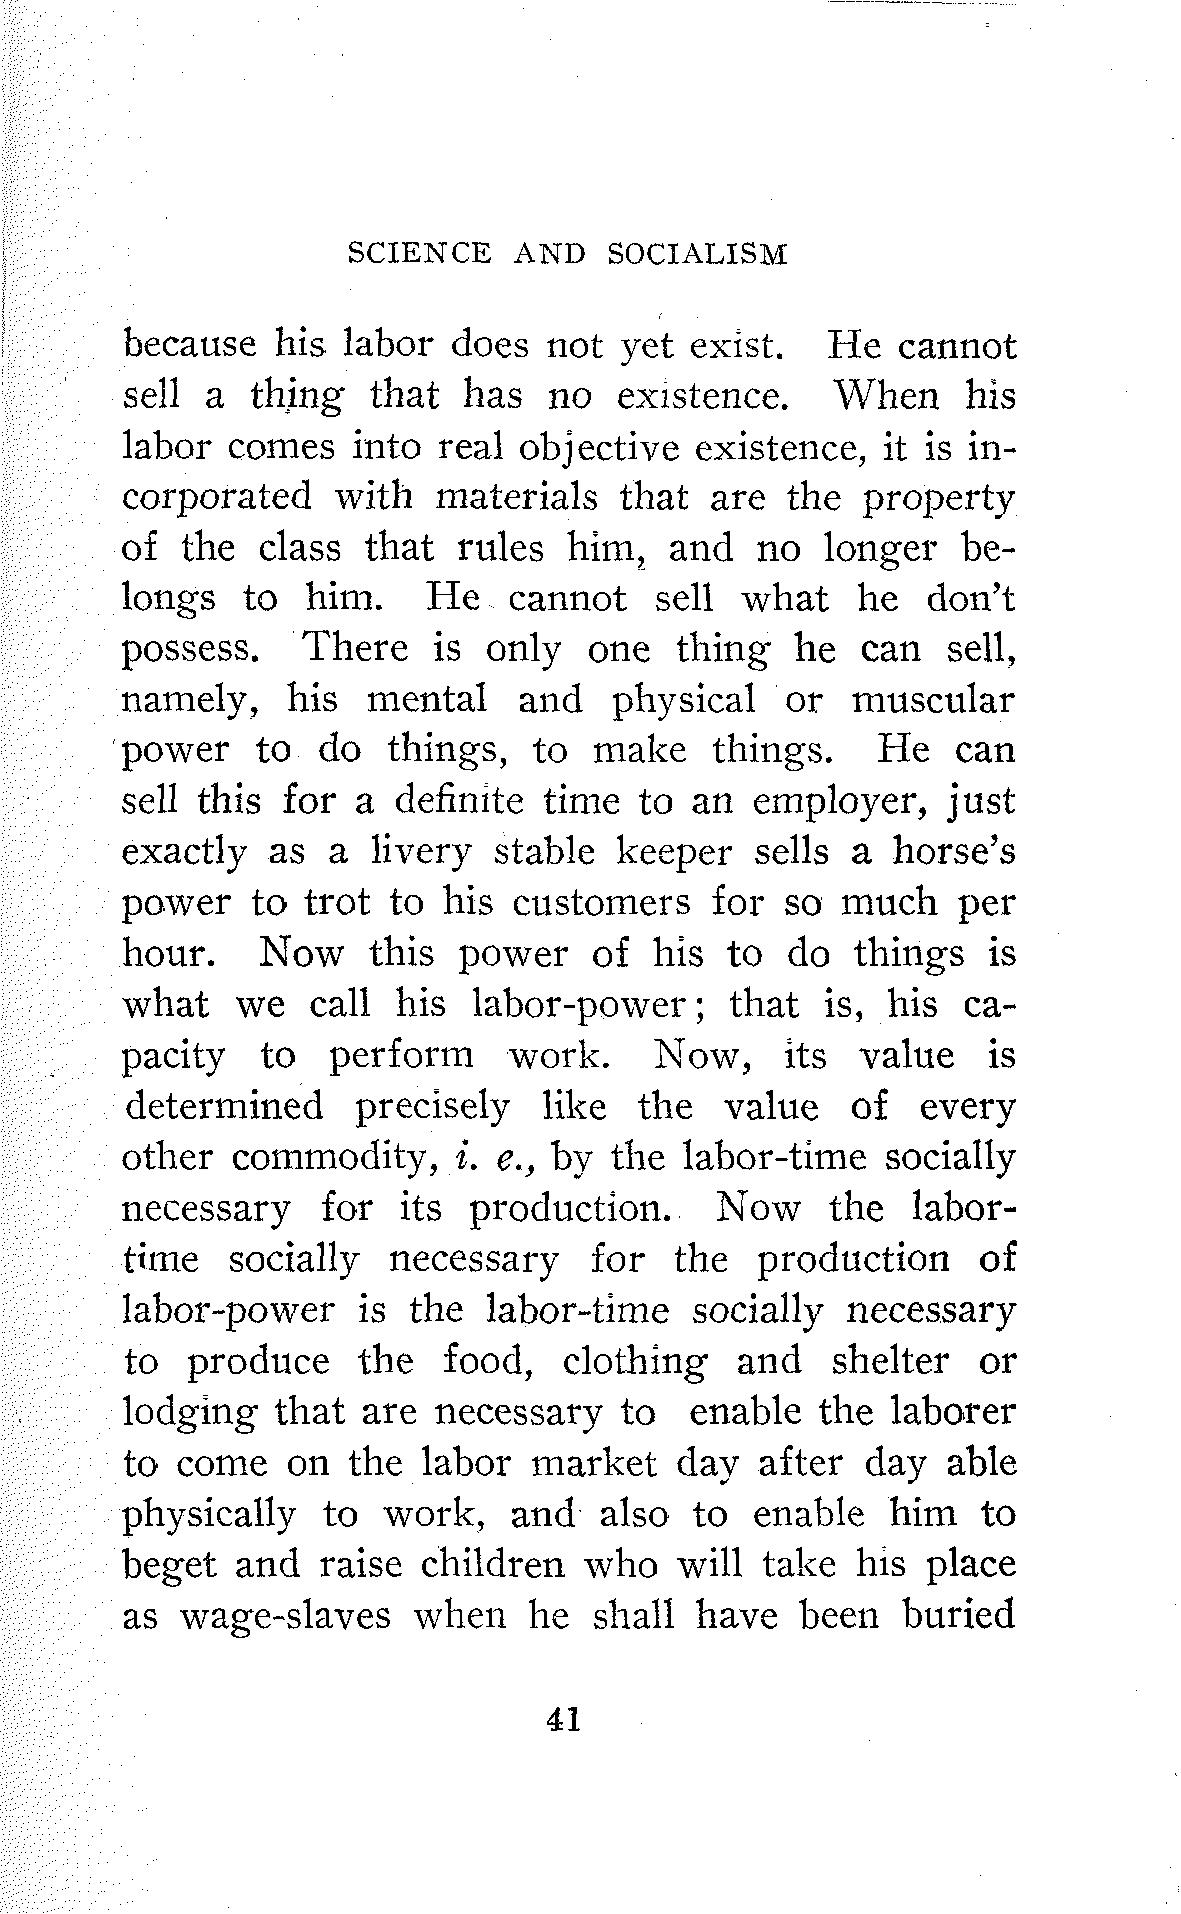 SCIENCE AND SOCIALISM
because his labor does not yet exist. He cannot
sell a thing that has no existence. When his
labor comes into real objective existence, it is in-
corporated with materials that are the property
of the class that rules him, and no longer be-
longs to him. He cannot sell what he don't
possess. There is only one thing he can sell,
namely, his mental and physical or muscular
power to do things, to make things. He can
sell this for a definite time to an employer, just
exactly as a livery stable keeper sells a horse's
power to trot to his customers for so much per
hour. Now this power of his to do things is
what we call his labor-power; that is, his ca-
pacity to perform work. Now, its value is
determined precisely like the value of every
other commodity, i. e., by the labor-time socially
necessary for its production. Now the labor-
time socially necessary for the production of
labor-power is the labor-time socially necessary
to produce the food, clothing and shelter or
lodging that are necessary to enable the laborer
to come on the labor market day after day able
physically to work, and also to enable him to
beget and raise children who will take his place
as wage-slaves when he shall have been buried
41